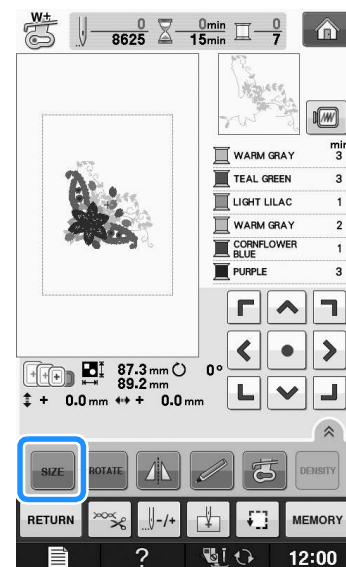 W+
0 0min 0
8625 15min 7
min
WARM GRAY 3
TEAL GREEN 3
LIGHT LILAC 1
WARM GRAY 2
CORNFLOWER
BLUE 1
PURPLE 3
87.3 mm 0°
89.2 mm
+ 0.0 mm + 0.0 mm
SIZE ROTATE DENSITY
RETURN -/+ MEMORY
? 12:00